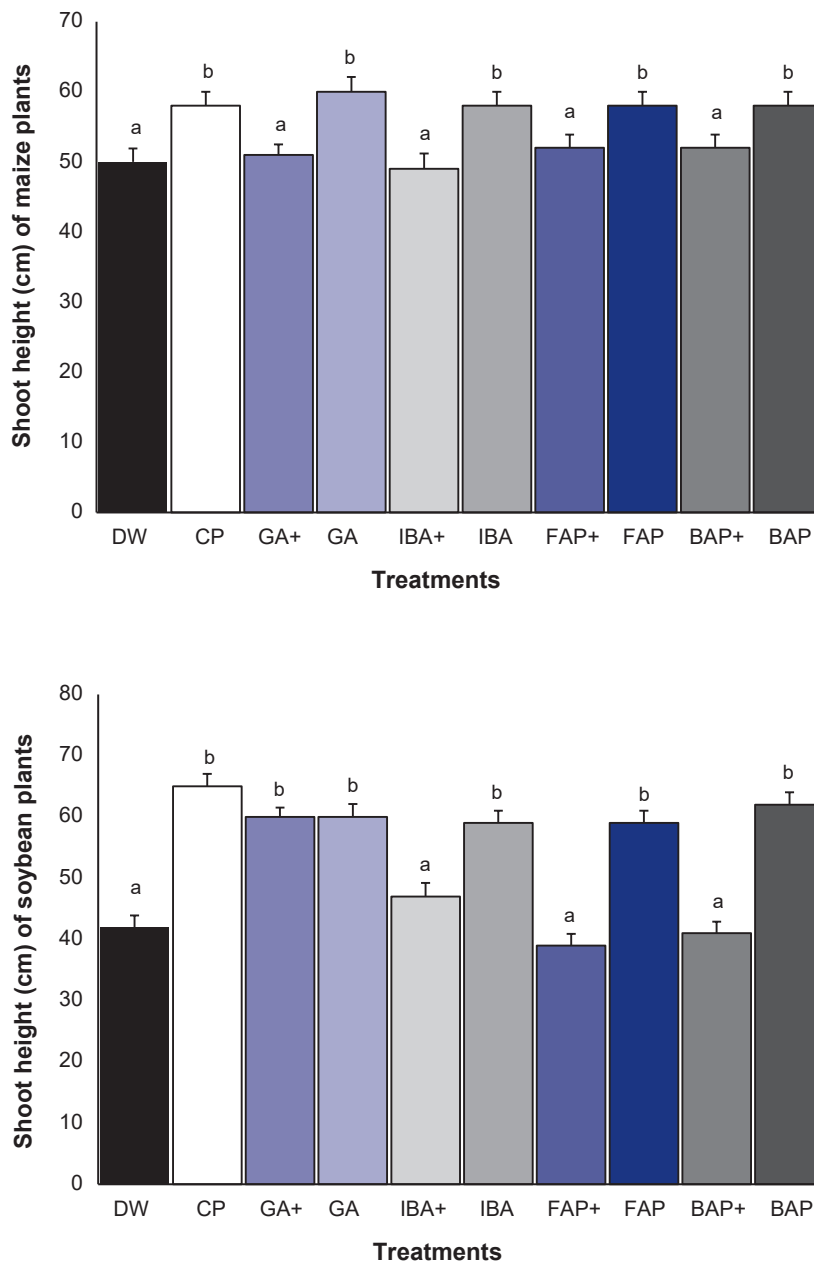 Shoot height (cm) of maize plants
70
60
50
40
30
20
10
0
a
b
a
b
a
b
a
b
a
b
DW CP GA+ GA IBA+ IBA FAP+ FAP BAP+ BAP
Treatments
Shoot height (cm) of soybean plants
80
70
60
50
40
30
20
10
0
a
b
b
b
a
b
a
b
a
b
DW CP GA+ GA IBA+ IBA FAP+ FAP BAP+ BAP
Treatments